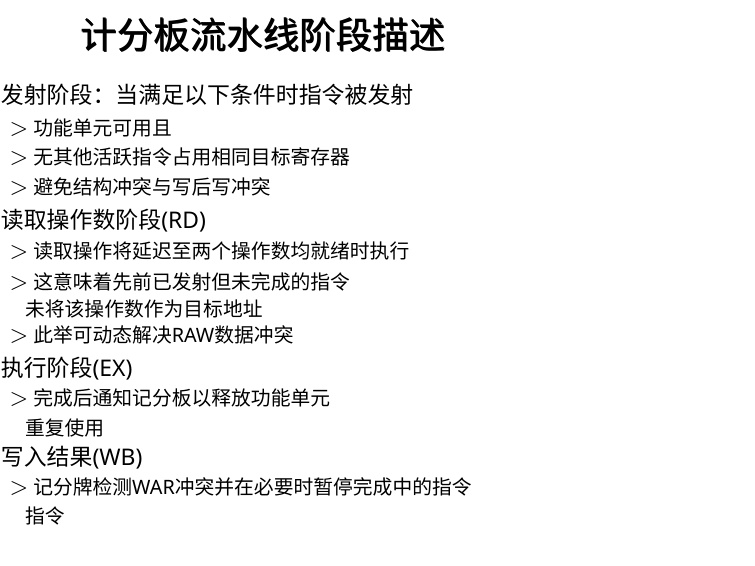 计分板流水线阶段描述
发射阶段：当满足以下条件时指令被发射
> 功能单元可用且
> 无其他活跃指令占用相同目标寄存器
> 避免结构冲突与写后写冲突
读取操作数阶段(RD)
> 读取操作将延迟至两个操作数均就绪时执行
> 这意味着先前已发射但未完成的指令
未将该操作数作为目标地址
> 此举可动态解决RAW数据冲突
执行阶段(EX)
> 完成后通知记分板以释放功能单元
重复使用
写入结果(WB)
> 记分牌检测WAR冲突并在必要时暂停完成中的指令
指令